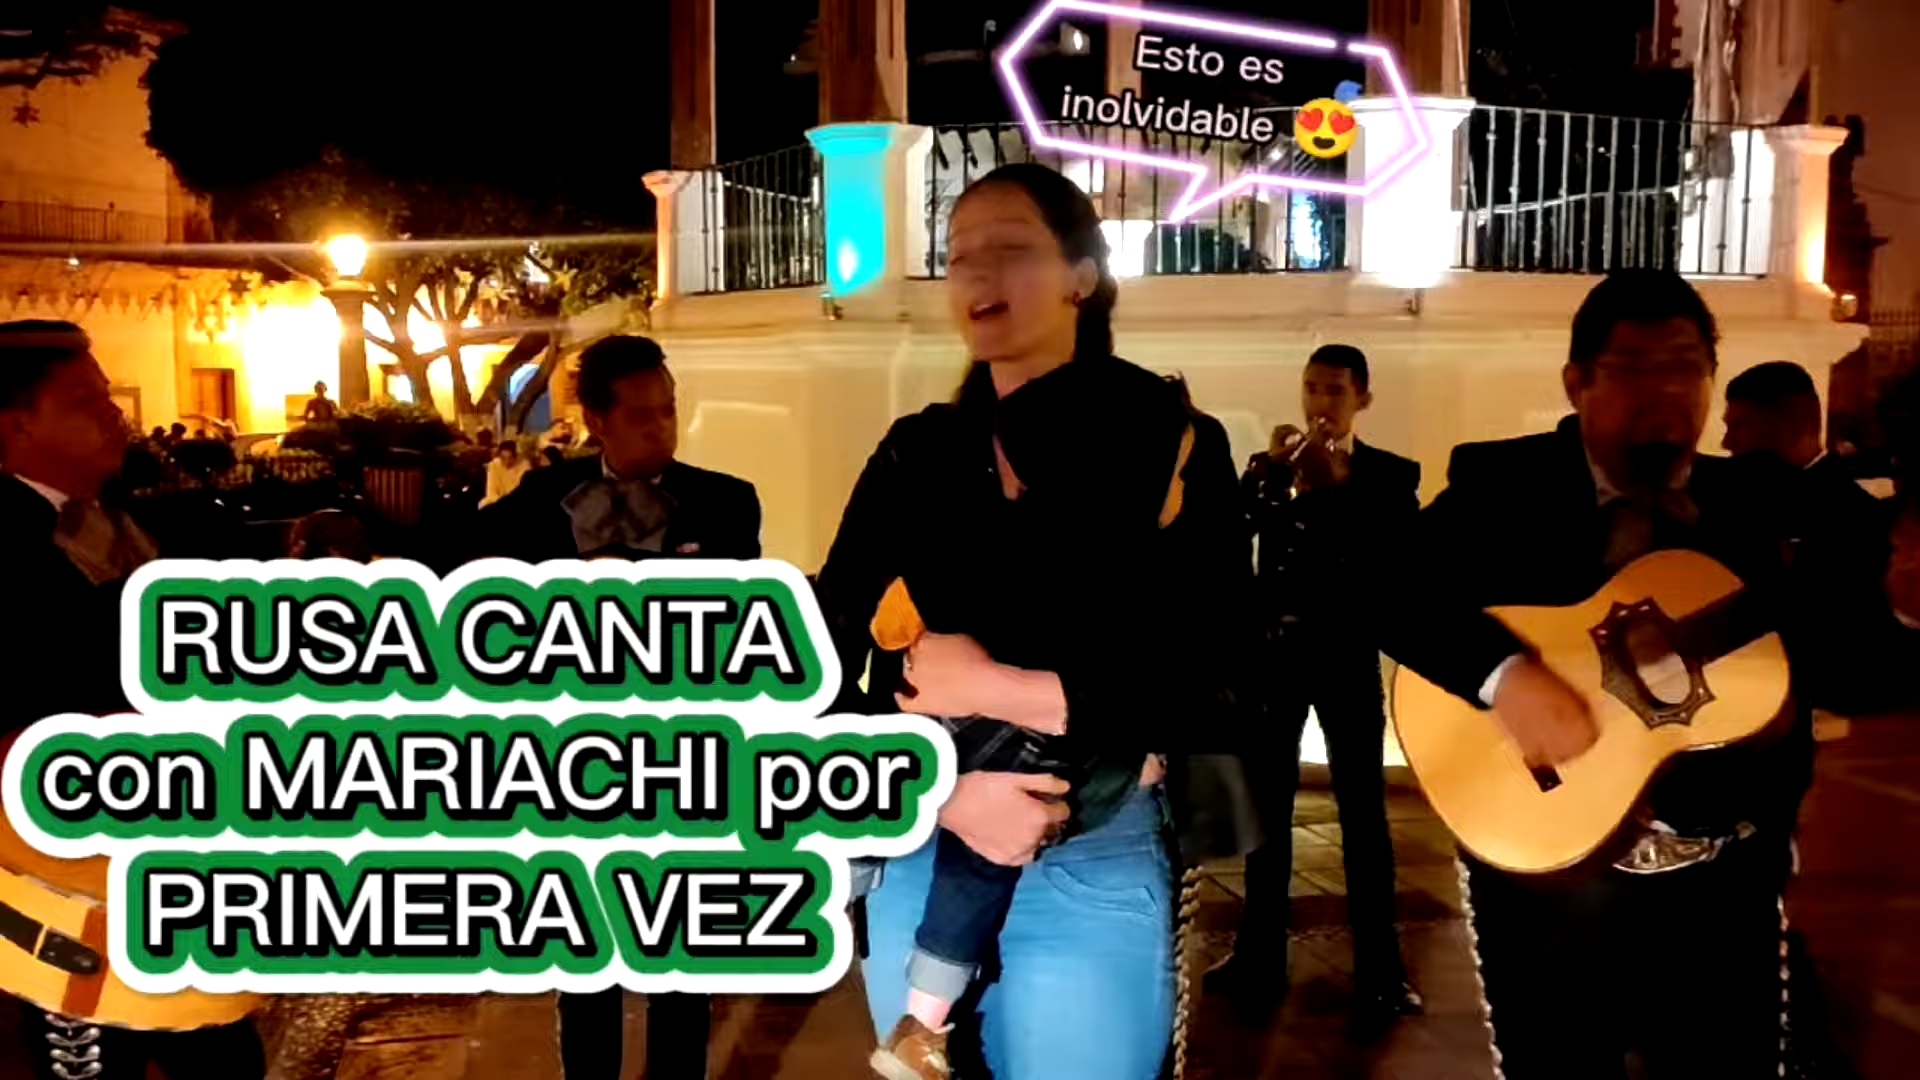 Esto es
inolvidable 😍
RUSA CANTA
con MARIACHI por
PRIMERA VEZ